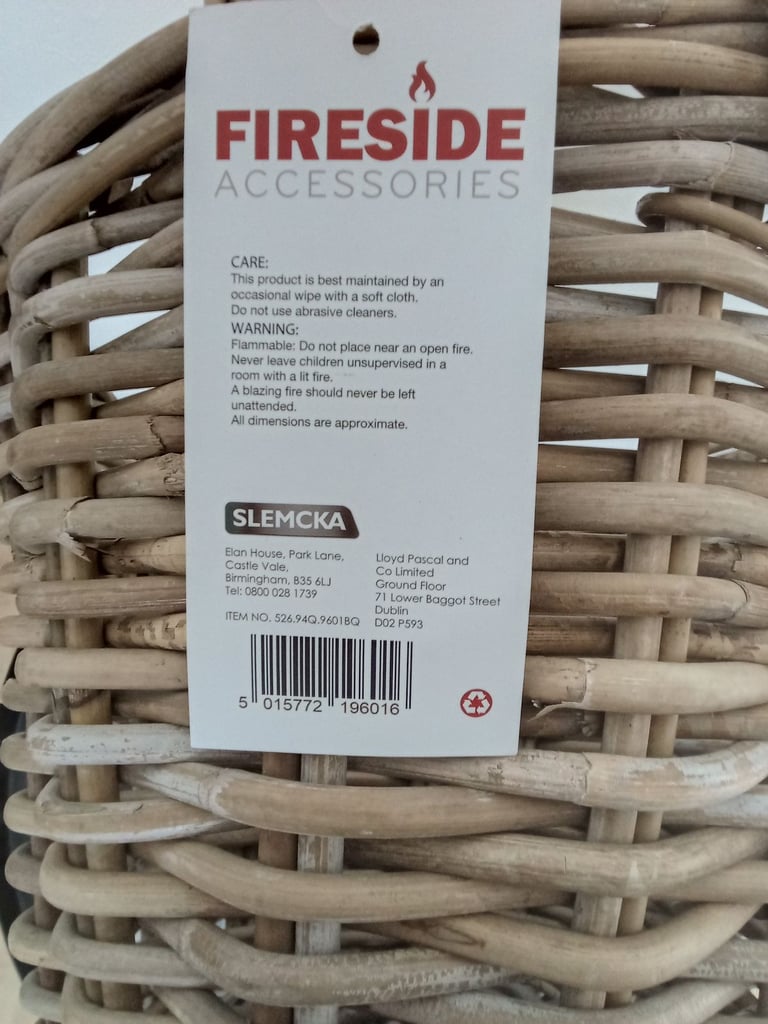 FIRESIDE
ACCESSORIES
CARE:
This product is best maintained by an
occasional wipe with a soft cloth.
Do not use abrasive cleaners.
WARNING:
Flammable: Do not place near an open fire.
Never leave children unsupervised in a
room with a lit fire.
A blazing fire should never be left
unattended.
All dimensions are approximate.
SLEMCKA
Elan House, Park Lane,
Castle Vale,
Birmingham, B35 6LJ
Tel: 0800 028 1739
ITEM NO. 526.94Q.9601BQ
Lloyd Pascal and
Co Limited
Ground Floor
71 Lower Baggot Street
Dublin
D02 P593
5 015772 196016